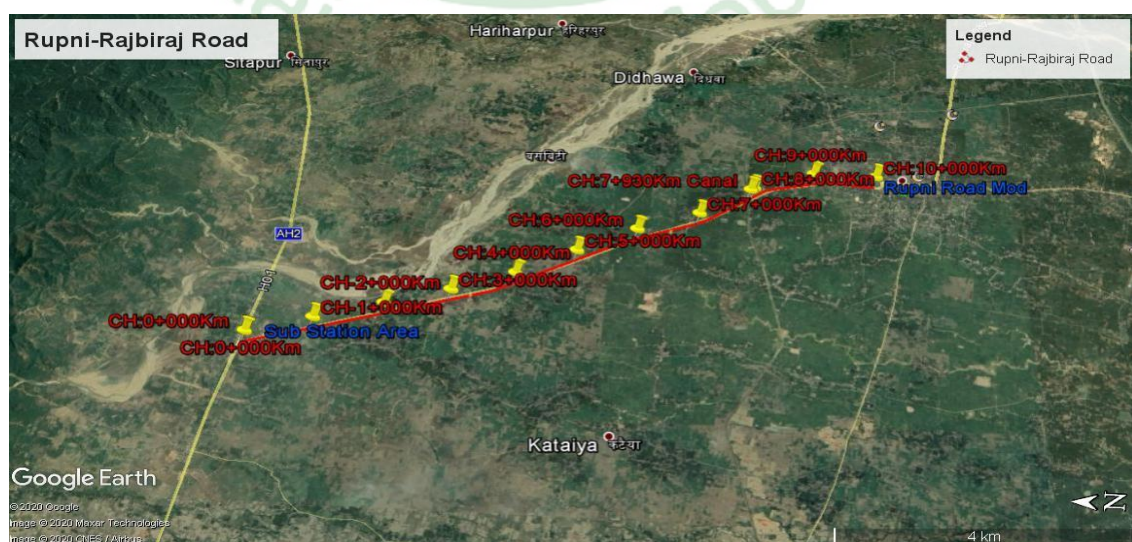 Rupni-Rajbiraj Road
Legend
Rupni-Rajbiraj Road
Hariharpur हरिहरपुर
Sitapur सितापुर
Didhawa दिघवा
CH:9+000Km
CH:10+000Km
CH:7+930Km Canal
CH:8+000Km
Rupni Road Mod
CH:7+000Km
CH:6+000Km
CH:5+000Km
AH2
CH:4+000Km
H01
CH-2+000Km
CH:3+000Km
CH-1+000Km
CH:0+000Km
Sub Station Area
CH:0+000Km
Kataiya कटैया
Google Earth
© 2020 Google
Image © 2020 Maxar Technologies
Image © 2020 CNES / Airbus
N
4 km